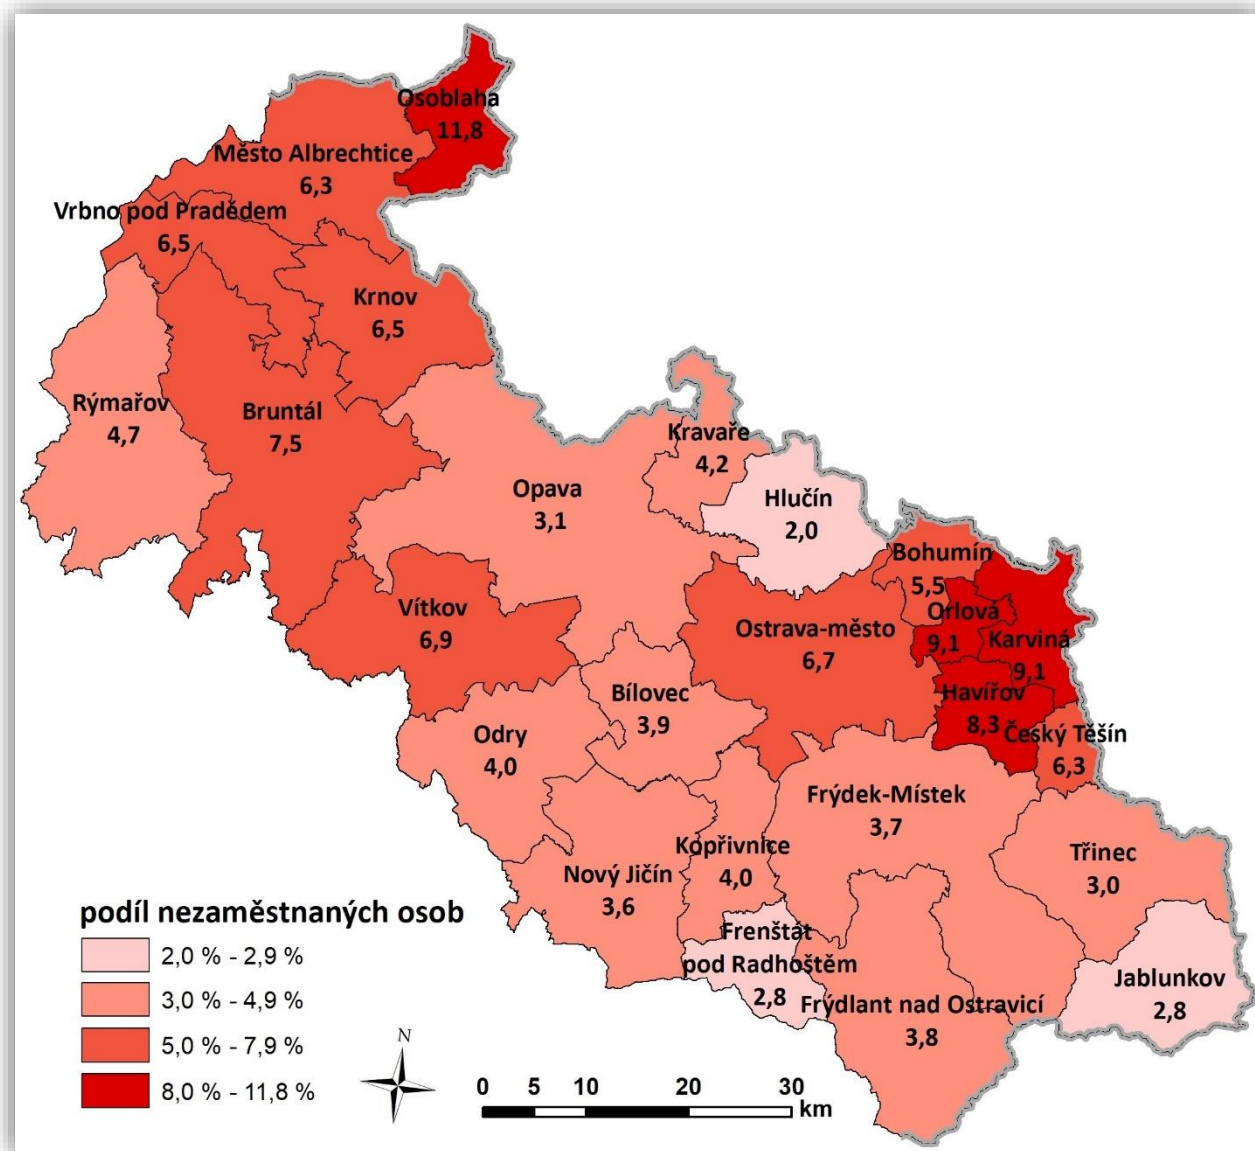 Osoblaha
11,8
Město Albrechtice
6,3
Vrbno pod Pradědem
6,5
Krnov
6,5
Rýmařov
4,7
Bruntál
7,5
Kravaře
4,2
Opava
3,1
Hlučín
2,0
Bohumín
5,5
Vítkov
6,9
Ostrava-město
6,7
Orlová
9,1
Karviná
9,1
Bílovec
3,9
Havířov
8,3
Odry
4,0
Český Těšín
6,3
Frýdek-Místek
3,7
Kopřivnice
4,0
Třinec
3,0
Nový Jičín
3,6
Frenštát
pod Radhoštěm
2,8
Jablunkov
2,8
Frýdlant nad Ostravicí
3,8
podíl nezaměstnaných osob
2,0 % - 2,9 %
3,0 % - 4,9 %
5,0 % - 7,9 %
8,0 % - 11,8 %
N
0 5 10 20 30
km